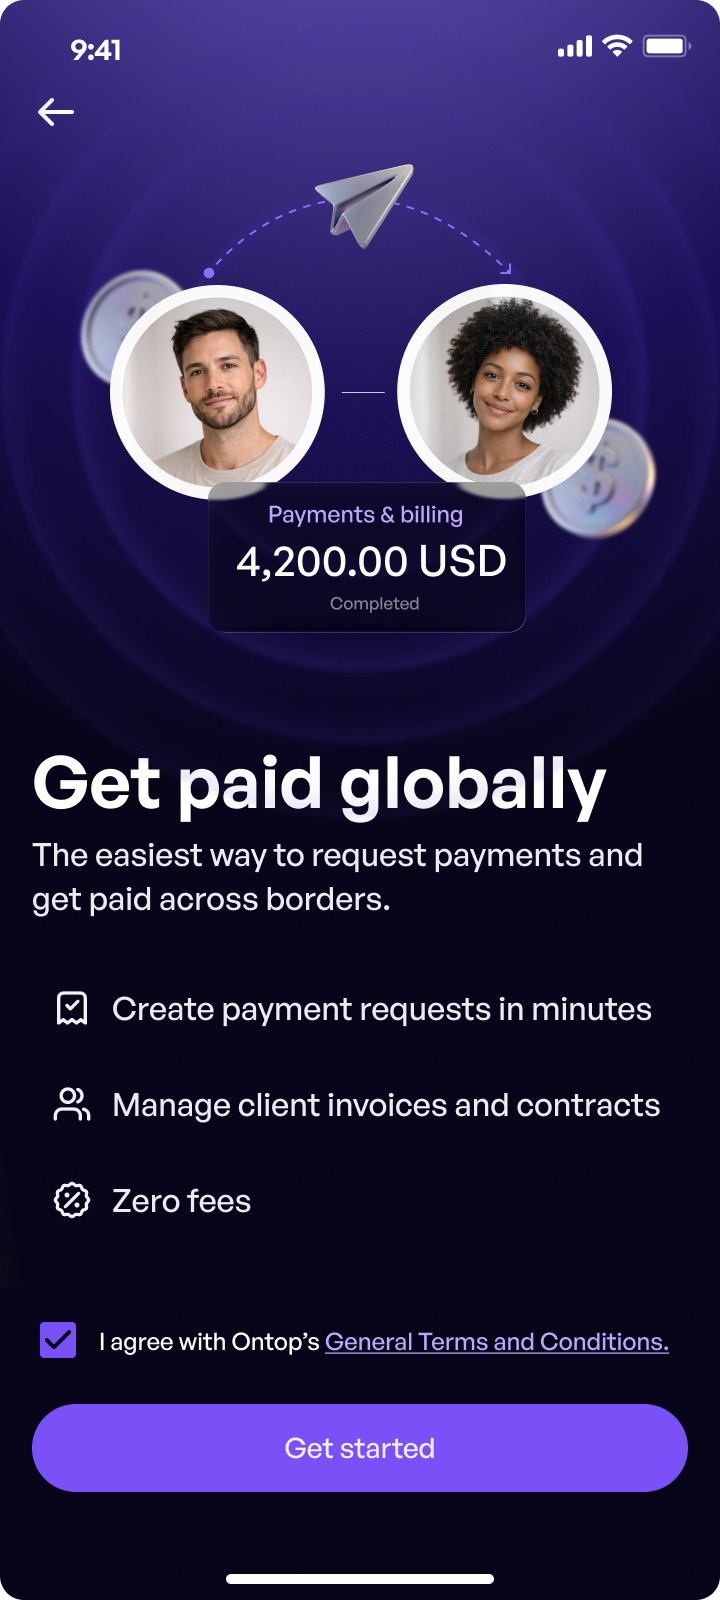 9:41
Payments & billing
4,200.00 USD
Completed
Get paid globally
The easiest way to request payments and
get paid across borders.
Create payment requests in minutes
Manage client invoices and contracts
Zero fees
I agree with Ontop’s General Terms and Conditions.
Get started